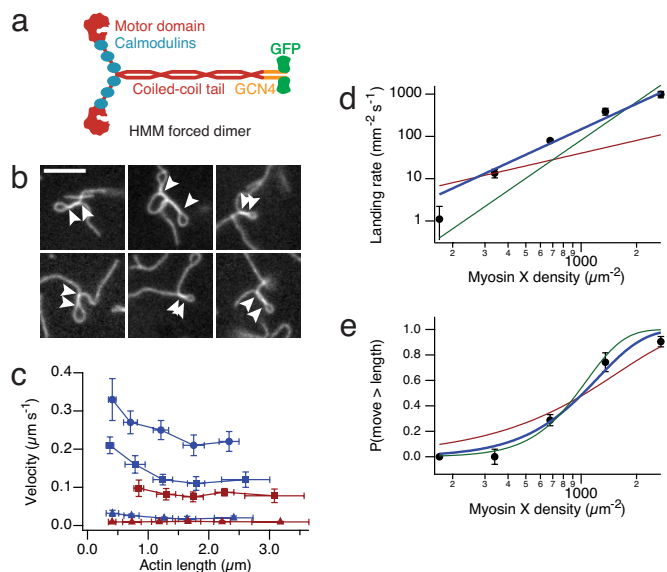 a
Motor domain
Calmodulins
GFP
Coiled-coil tail
GCN4
HMM forced dimer
b
c
Velocity (μm s⁻¹)
0.4
0.3
0.2
0.1
0.0
0.0
1.0
2.0
3.0
Actin length (μm)
d
Landing rate (mm⁻² s⁻¹)
1000
100
10
1
2
3
4
5
6
7
8
9
1000
2
Myosin X density (μm⁻²)
e
P(move > length)
1.0
0.8
0.6
0.4
0.2
0.0
2
3
4
5
6
7
8
9
1000
2
Myosin X density (μm⁻²)